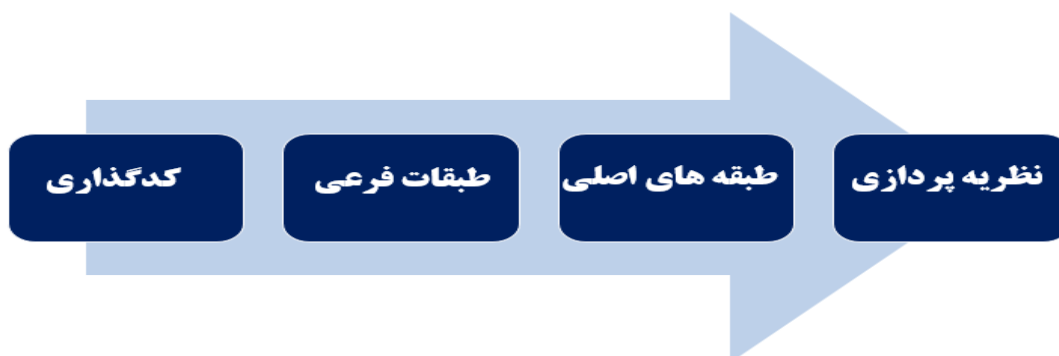 کدگذاری
طبقات فرعی
طبقه های اصلی
نظریه پردازی